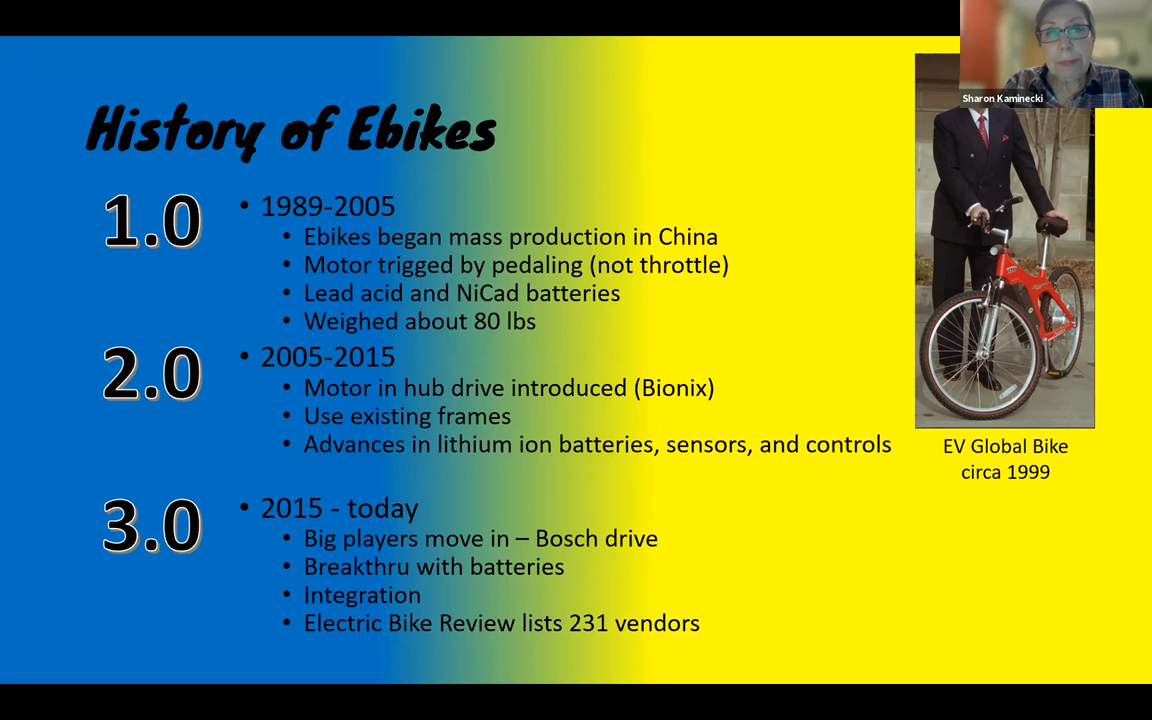 Sharon Kaminecki
History of Ebikes
1.0
• 1989-2005
• Ebikes began mass production in China
• Motor trigged by pedaling (not throttle)
• Lead acid and NiCad batteries
• Weighed about 80 lbs
2.0
• 2005-2015
• Motor in hub drive introduced (Bionix)
• Use existing frames
• Advances in lithium ion batteries, sensors, and controls
EV Global Bike
circa 1999
3.0
• 2015 - today
• Big players move in – Bosch drive
• Breakthru with batteries
• Integration
• Electric Bike Review lists 231 vendors